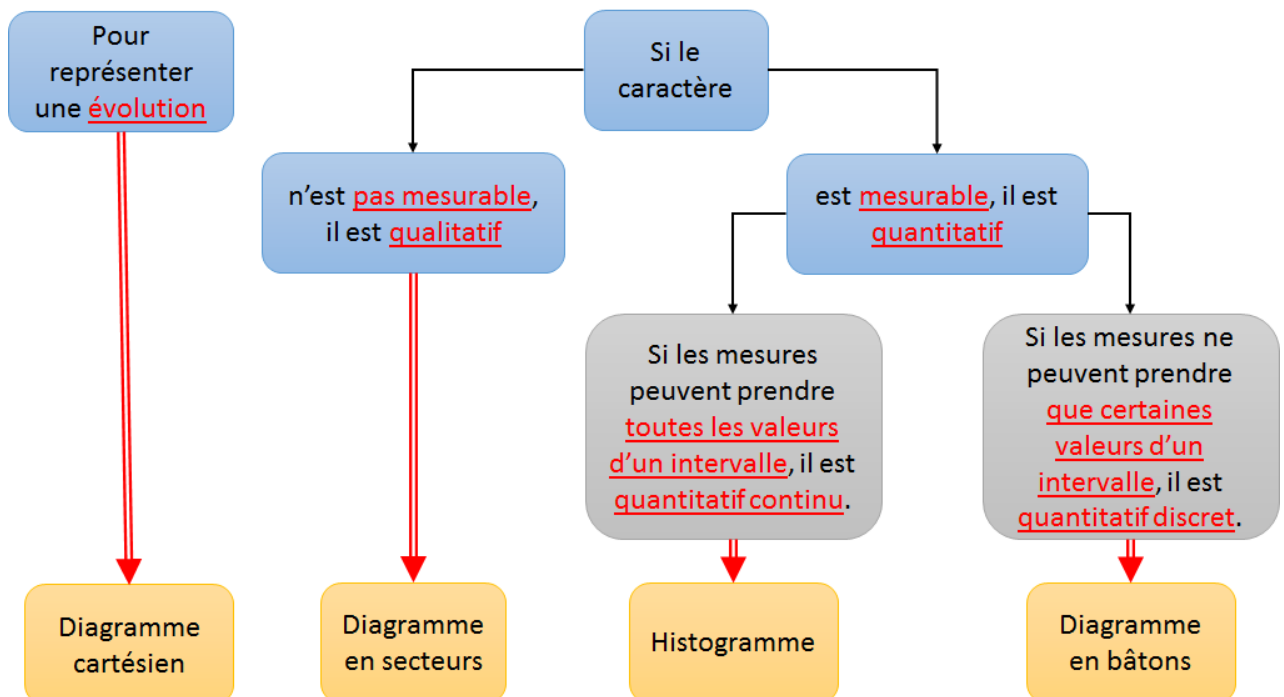 Pour
représenter
une évolution
Si le
caractère
n’est pas mesurable,
il est qualitatif
est mesurable, il est
quantitatif
Si les mesures
peuvent prendre
toutes les valeurs
d’un intervalle, il est
quantitatif continu.
Si les mesures ne
peuvent prendre
que certaines
valeurs d’un
intervalle, il est
quantitatif discret.
Diagramme
cartésien
Diagramme
en secteurs
Histogramme
Diagramme
en bâtons